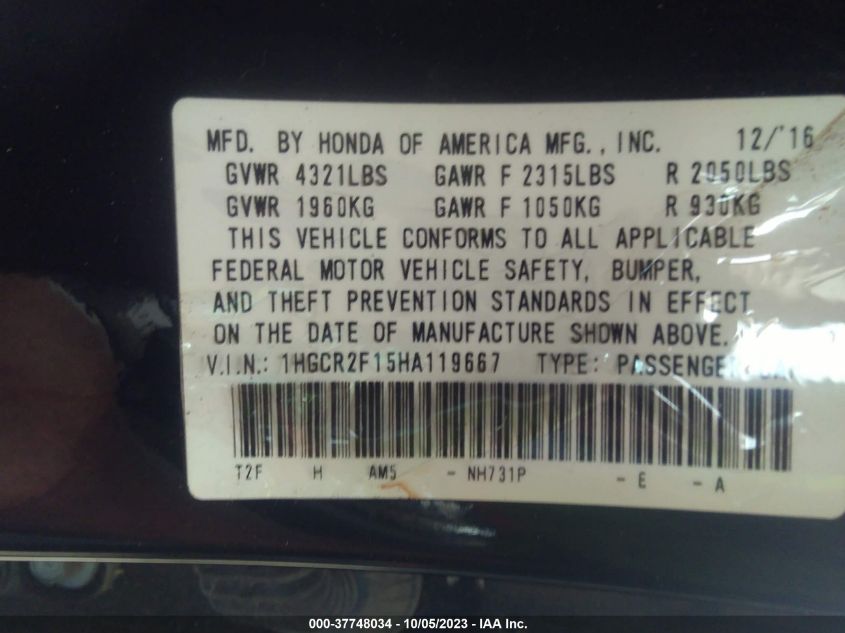 MFD. BY HONDA OF AMERICA MFG., INC. 12/'16
GVWR 4321LBS GAWR F 2315LBS R 2050LBS
GVWR 1960KG GAWR F 1050KG R 930KG
THIS VEHICLE CONFORMS TO ALL APPLICABLE
FEDERAL MOTOR VEHICLE SAFETY, BUMPER,
AND THEFT PREVENTION STANDARDS IN EFFECT
ON THE DATE OF MANUFACTURE SHOWN ABOVE.
V.I.N.: 1HGCR2F15HA119667 TYPE: PASSENGER
T2F H AM5 - NH731P - E - A
000-37748034 - 10/05/2023 - IAA Inc.